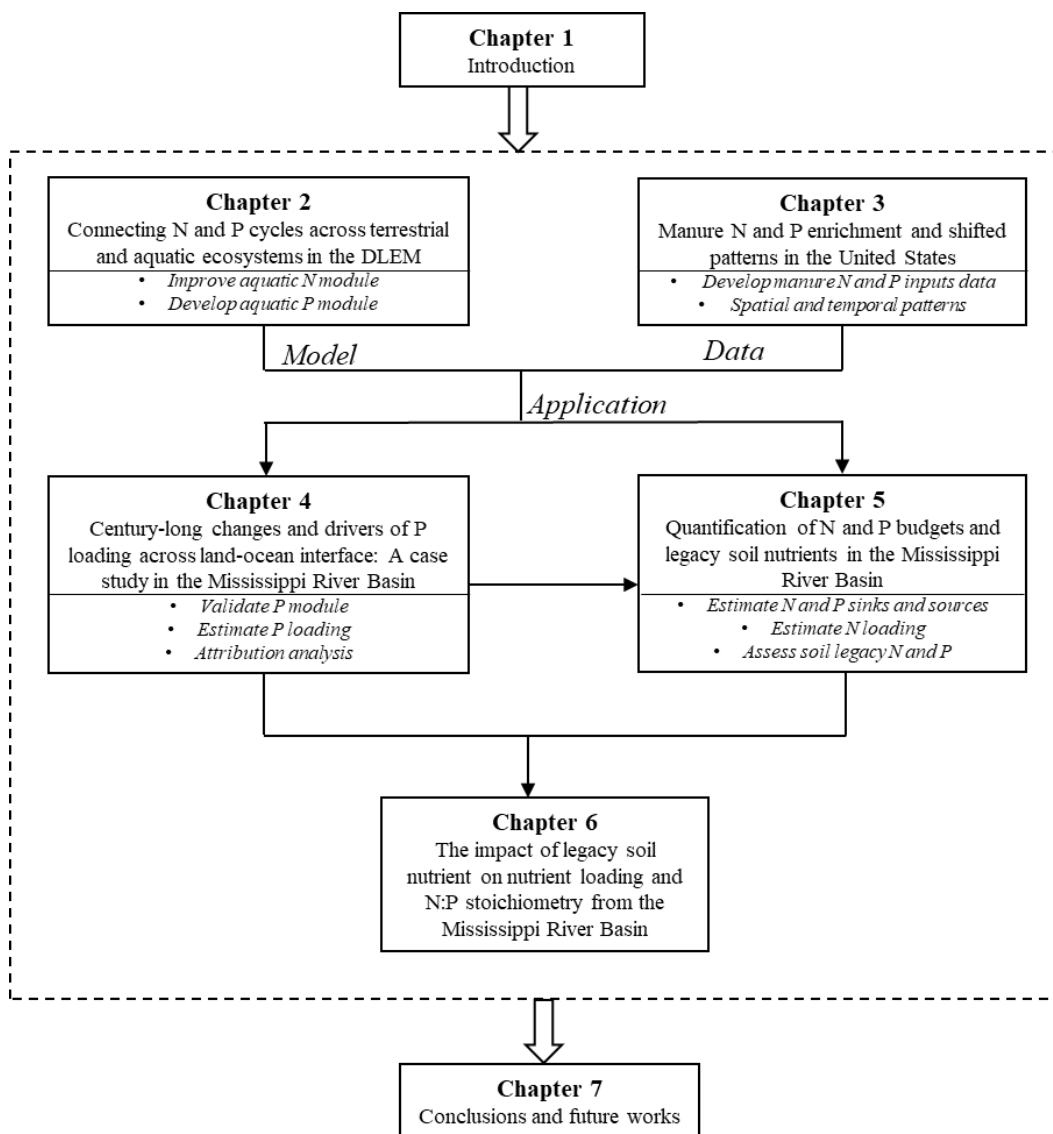 Chapter 1
Introduction
Chapter 2
Connecting N and P cycles across terrestrial
and aquatic ecosystems in the DLEM
• Improve aquatic N module
• Develop aquatic P module
Chapter 3
Manure N and P enrichment and shifted
patterns in the United States
• Develop manure N and P inputs data
• Spatial and temporal patterns
Model
Data
Application
Chapter 4
Century-long changes and drivers of P
loading across land-ocean interface: A case
study in the Mississippi River Basin
• Validate P module
• Estimate P loading
• Attribution analysis
Chapter 5
Quantification of N and P budgets and
legacy soil nutrients in the Mississippi
River Basin
• Estimate N and P sinks and sources
• Estimate N loading
• Assess soil legacy N and P
Chapter 6
The impact of legacy soil
nutrient on nutrient loading and
N:P stoichiometry from the
Mississippi River Basin
Chapter 7
Conclusions and future works